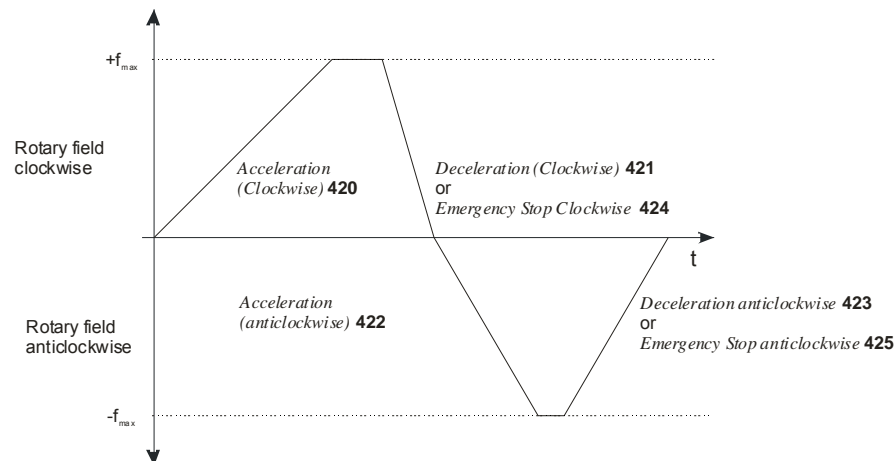 +fmax
Rotary field
clockwise
Acceleration
(Clockwise) 420
Deceleration (Clockwise) 421
or
Emergency Stop Clockwise 424
t
Acceleration
(anticlockwise) 422
Rotary field
anticlockwise
Deceleration anticlockwise 423
or
Emergency Stop anticlockwise 425
-fmax